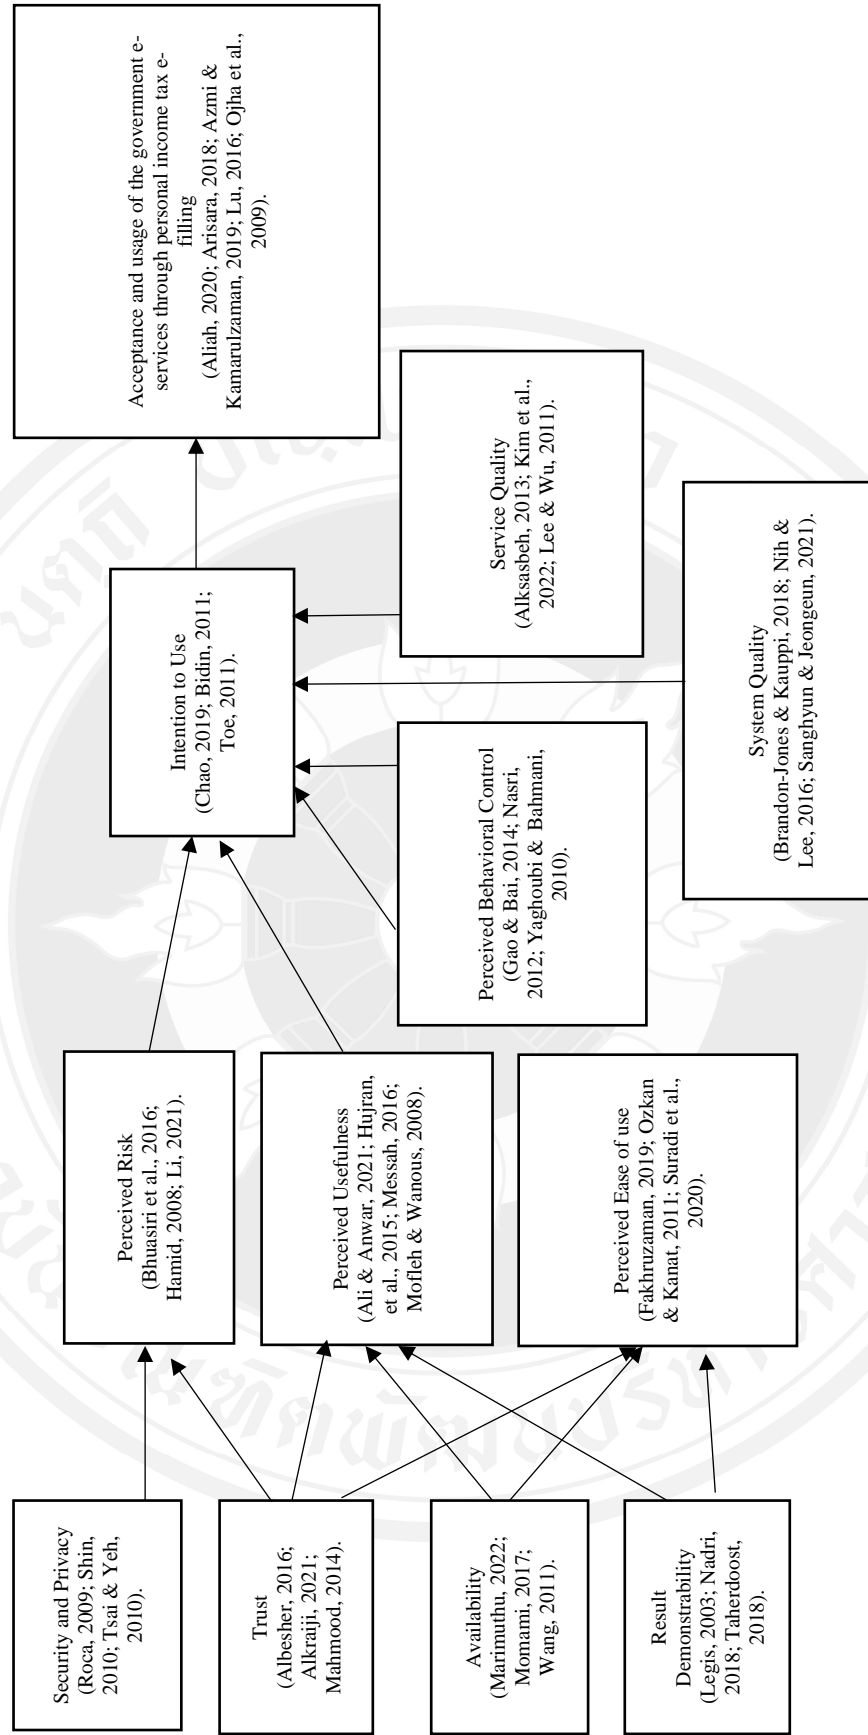 Security and Privacy
(Roca, 2009; Shin,
2010; Tsai & Yeh,
2010).
Trust
(Albesher, 2016;
Alkraiji, 2021;
Mahmood, 2014).
Availability
(Marimuthu, 2022;
Momami, 2017;
Wang, 2011).
Result
Demonstrability
(Legis, 2003; Nadri,
2018; Taherdoost,
2018).
Perceived Risk
(Bhuasiri et al., 2016;
Hamid, 2008; Li, 2021).
Perceived Usefulness
(Ali & Anwar, 2021; Hujran,
et al., 2015; Messah, 2016;
Mofleh & Wanous, 2008).
Perceived Ease of use
(Fakhruzaman, 2019; Ozkan
& Kanat, 2011; Suradi et al.,
2020).
Intention to Use
(Chao, 2019; Bidin, 2011;
Toe, 2011).
Perceived Behavioral Control
(Gao & Bai, 2014; Nasri,
2012; Yaghoubi & Bahmani,
2010).
Service Quality
(Alksasbeh, 2013; Kim et al.,
2022; Lee & Wu, 2011).
System Quality
(Brandon-Jones & Kauppi, 2018; Nih &
Lee, 2016; Sanghyun & Jeongeun, 2021).
Acceptance and usage of the government e-
services through personal income tax e-
filling
(Aliah, 2020; Arisara, 2018; Azmi &
Kamarulzaman, 2019; Lu, 2016; Ojha et al.,
2009).